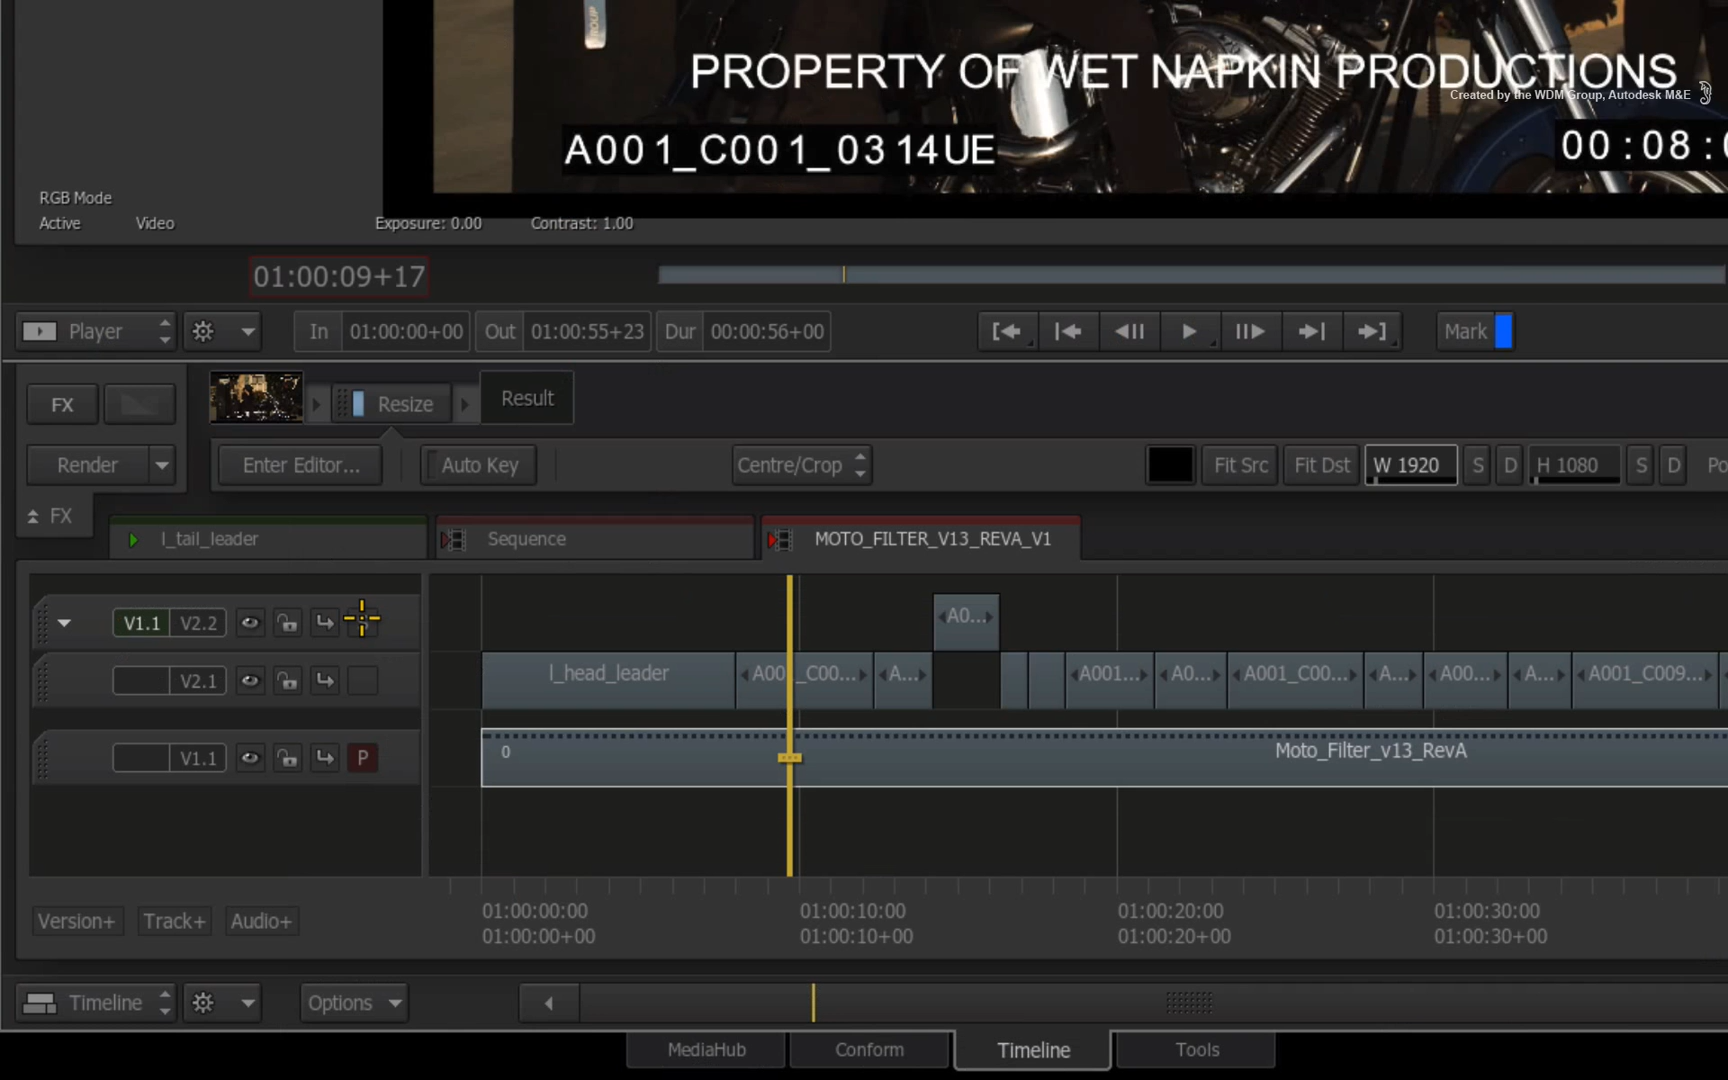 GROUP
PROPERTY OF WET NAPKIN PRODUCTIONS
Created by the WDM Group, Autodesk M&E
A001_C001_0314UE
00:08:
RGB Mode
Active Video Exposure: 0.00 Contrast: 1.00
01:00:09+17
Player In 01:00:00+00 Out 01:00:55+23 Dur 00:00:56+00 Mark
FX Resize Result
Render Enter Editor... Auto Key Centre/Crop Fit Src Fit Dst W 1920 S D H 1080 S D Po
FX
l_tail_leader Sequence MOTO_FILTER_V13_REVA_V1
V1.1 V2.2 A0...
V2.1 l_head_leader A00 _C00... A... A001... A0... A001_C00... A... A00... A... A001_C009...
V1.1 P 0 Moto_Filter_v13_RevA
Version+ Track+ Audio+
01:00:00:00 01:00:10:00 01:00:20:00 01:00:30:00
01:00:00+00 01:00:10+00 01:00:20+00 01:00:30+00
Timeline Options
MediaHub Conform Timeline Tools